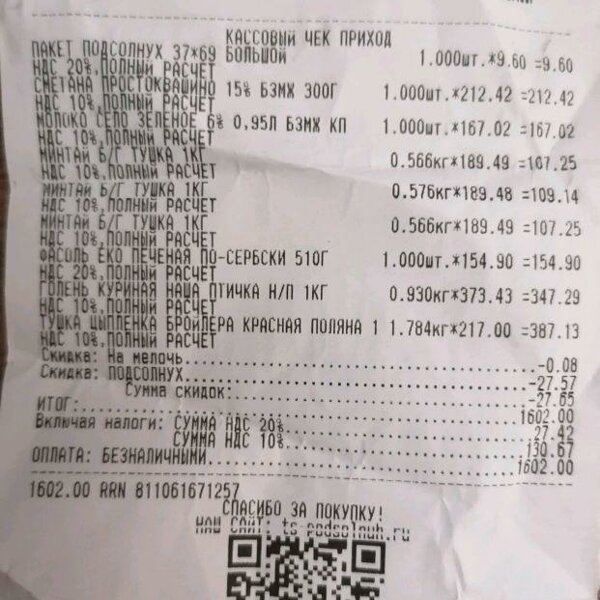 КАССОВЫЙ ЧЕК ПРИХОД
ПАКЕТ ПОДСОЛНУХ 37*69 БОЛЬШОЙ 1.000шт.*9.60 =9.60
НДС 20%,ПОЛНЫЙ РАСЧЕТ
СМЕТАНА ПРОСТОКВАШИНО 15% БЗМЖ 300Г 1.000шт.*212.42 =212.42
НДС 10%,ПОЛНЫЙ РАСЧЕТ
МОЛОКО СЕЛО ЗЕЛЕНОЕ 6% 0,95Л БЗМЖ КП 1.000шт.*167.02 =167.02
НДС 10%,ПОЛНЫЙ РАСЧЕТ
МИНТАЙ Б/Г ТУШКА 1КГ 0.566кг*189.49 =107.25
НДС 10%,ПОЛНЫЙ РАСЧЕТ
МИНТАЙ Б/Г ТУШКА 1КГ 0.576кг*189.48 =109.14
НДС 10%,ПОЛНЫЙ РАСЧЕТ
МИНТАЙ Б/Г ТУШКА 1КГ 0.566кг*189.49 =107.25
НДС 10%,ПОЛНЫЙ РАСЧЕТ
ФАСОЛЬ ЕКО ПЕЧЕНАЯ ПО-СЕРБСКИ 510Г 1.000шт.*154.90 =154.90
НДС 20%,ПОЛНЫЙ РАСЧЕТ
ГОЛЕНЬ КУРИНАЯ НАША ПТИЧКА Н/П 1КГ 0.930кг*373.43 =347.29
НДС 10%,ПОЛНЫЙ РАСЧЕТ
ТУШКА ЦЫПЛЕНКА БРОЙЛЕРА КРАСНАЯ ПОЛЯНА 1 1.784кг*217.00 =387.13
НДС 10%,ПОЛНЫЙ РАСЧЕТ
Скидка: На мелочь...-0.08
Скидка: ПОДСОЛНУХ...-27.57
Сумма скидок:...-27.65
ИТОГ:...1602.00
Включая налоги: СУММА НДС 20%...27.42
СУММА НДС 10%...130.67
ОПЛАТА: БЕЗНАЛИЧНЫМИ...1602.00
1602.00 RRN 811061671257
СПАСИБО ЗА ПОКУПКУ!
НАШ САЙТ: ts-podsolnuh.ru